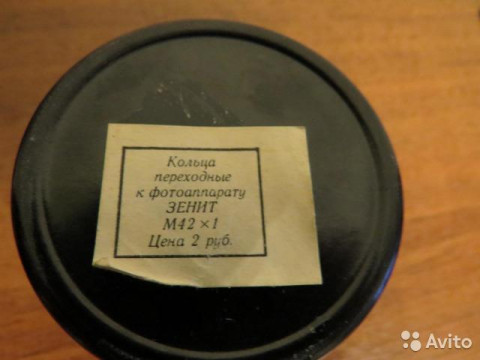 Кольца
переходные
к фотоаппарату
ЗЕНИТ
М42×1
Цена 2 руб.
Avito